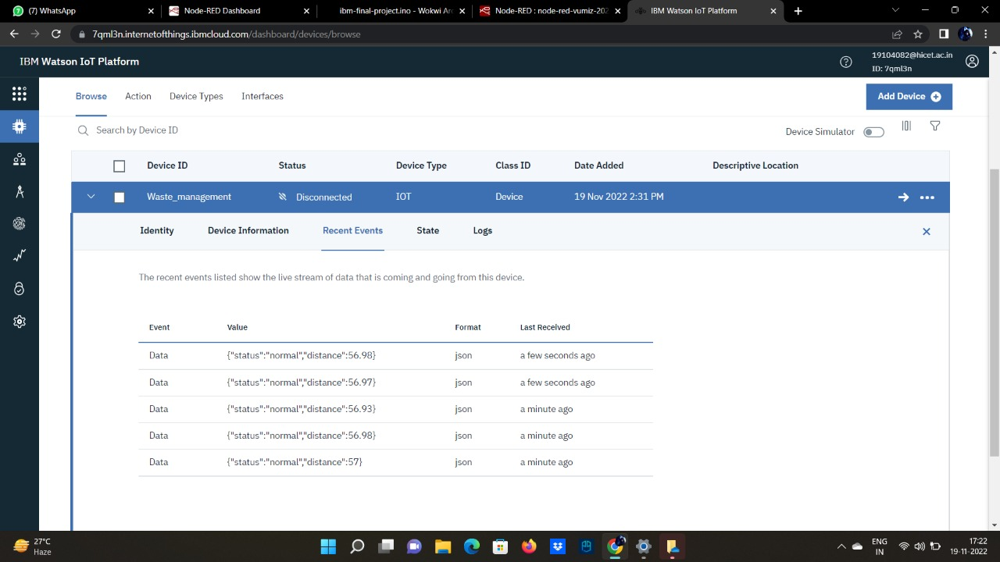 7
(7) WhatsApp
Node-RED Dashboard
ibm-final-project.ino - Wokwi Ar
Node-RED : node-red-vumiz-202
IBM Watson IoT Platform
7qml3n.internetofthings.ibmcloud.com/dashboard/devices/browse
IBM Watson IoT Platform
19104082@hicet.ac.in
ID: 7qml3n
Browse Action Device Types Interfaces
Add Device
Search by Device ID
Device Simulator
Device ID Status Device Type Class ID Date Added Descriptive Location
Waste_management Disconnected IOT Device 19 Nov 2022 2:31 PM
Identity Device Information Recent Events State Logs
The recent events listed show the live stream of data that is coming and going from this device.
Event Value Format Last Received
Data {"status":"normal","distance":56.98} json a few seconds ago
Data {"status":"normal","distance":56.97} json a few seconds ago
Data {"status":"normal","distance":56.93} json a minute ago
Data {"status":"normal","distance":56.98} json a minute ago
Data {"status":"normal","distance":57} json a minute ago
27°C
Haze
ENG
IN
17:22
19-11-2022